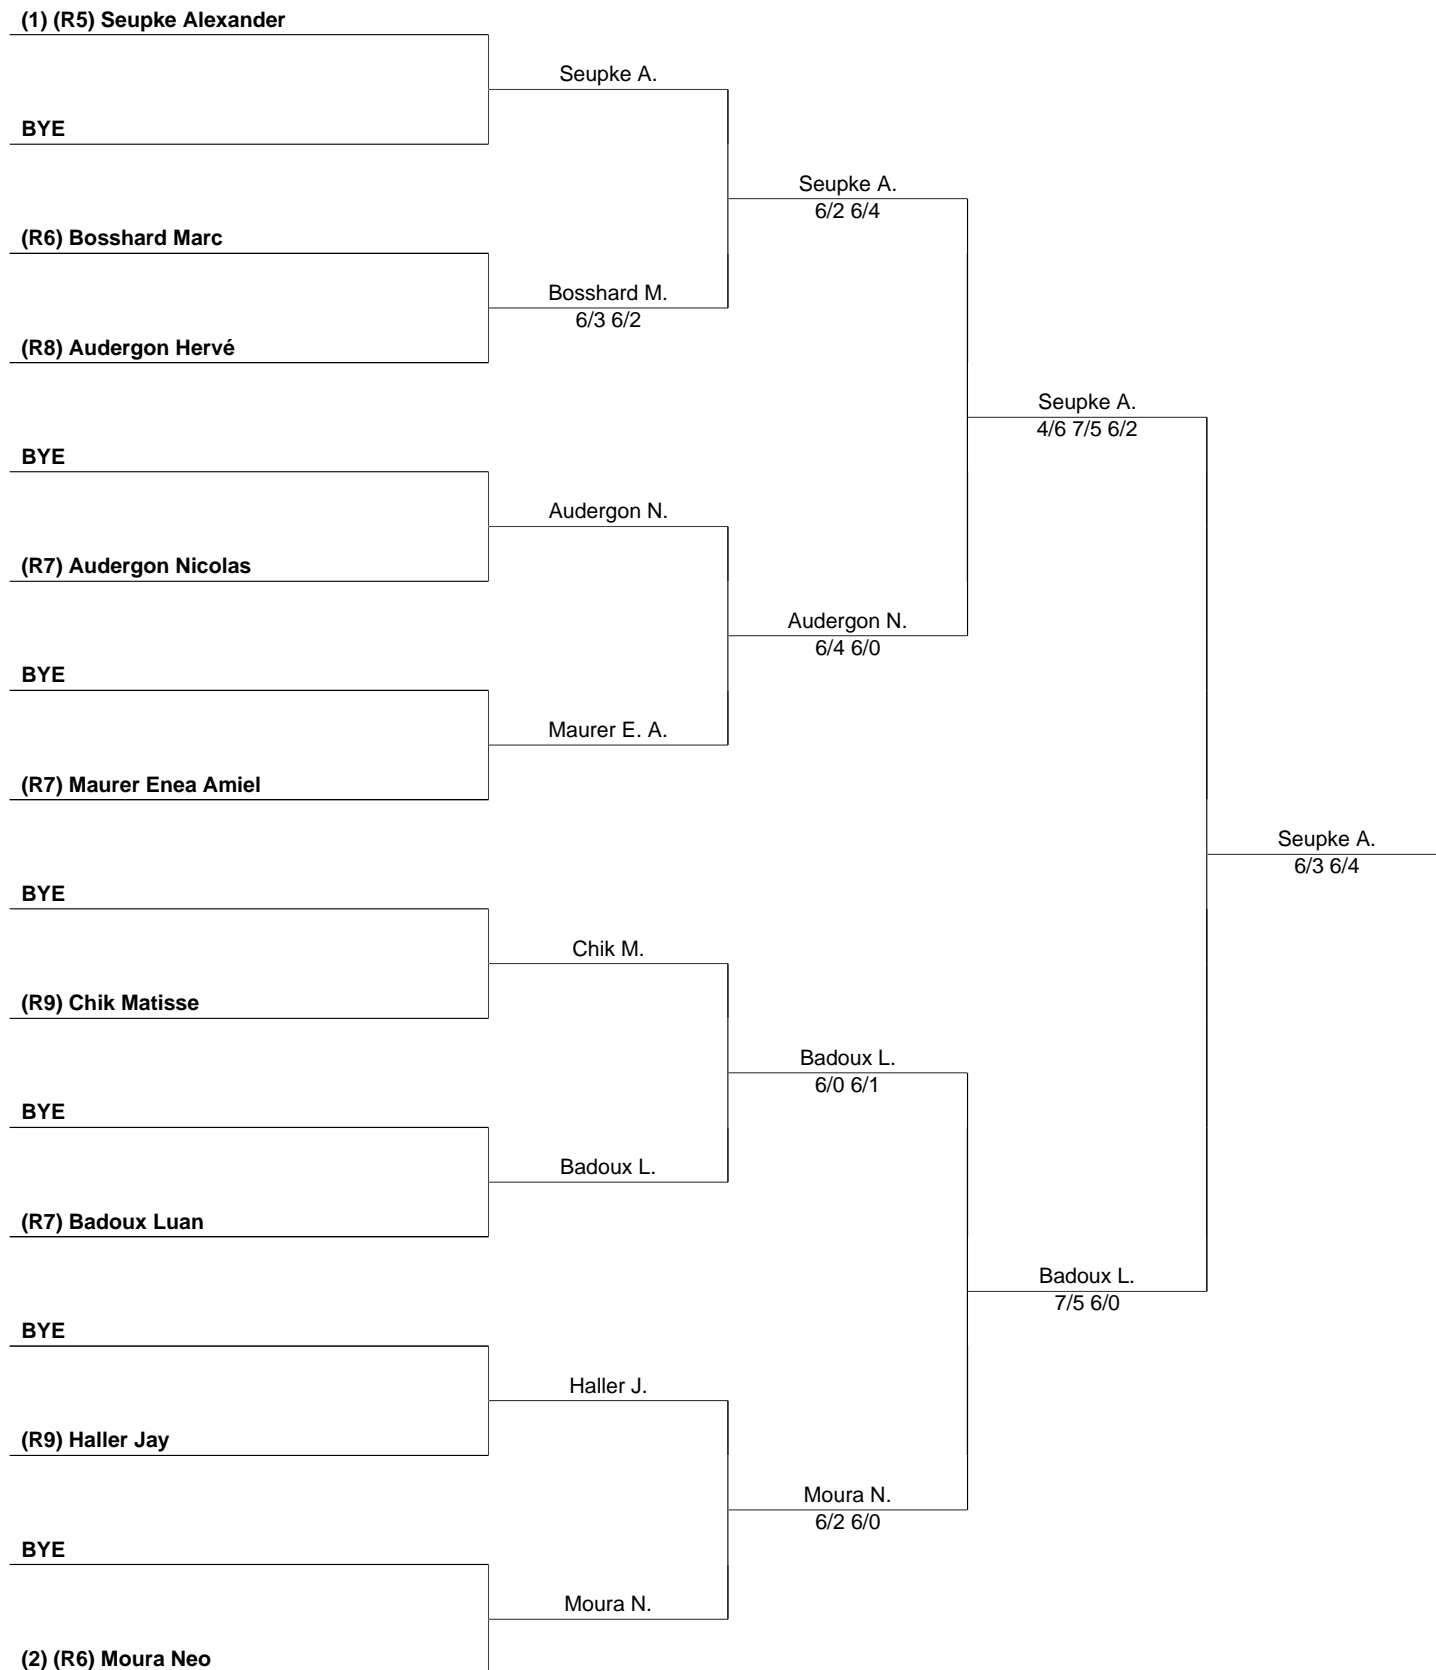 (1) (R5) Seupke Alexander
Seupke A.
BYE
Seupke A.
6/2 6/4
(R6) Bosshard Marc
Bosshard M.
6/3 6/2
(R8) Audergon Hervé
Seupke A.
4/6 7/5 6/2
BYE
Audergon N.
(R7) Audergon Nicolas
Audergon N.
6/4 6/0
BYE
Maurer E. A.
(R7) Maurer Enea Amiel
Seupke A.
6/3 6/4
BYE
Chik M.
(R9) Chik Matisse
Badoux L.
6/0 6/1
BYE
Badoux L.
(R7) Badoux Luan
Badoux L.
7/5 6/0
BYE
Haller J.
(R9) Haller Jay
Moura N.
6/2 6/0
BYE
Moura N.
(2) (R6) Moura Neo